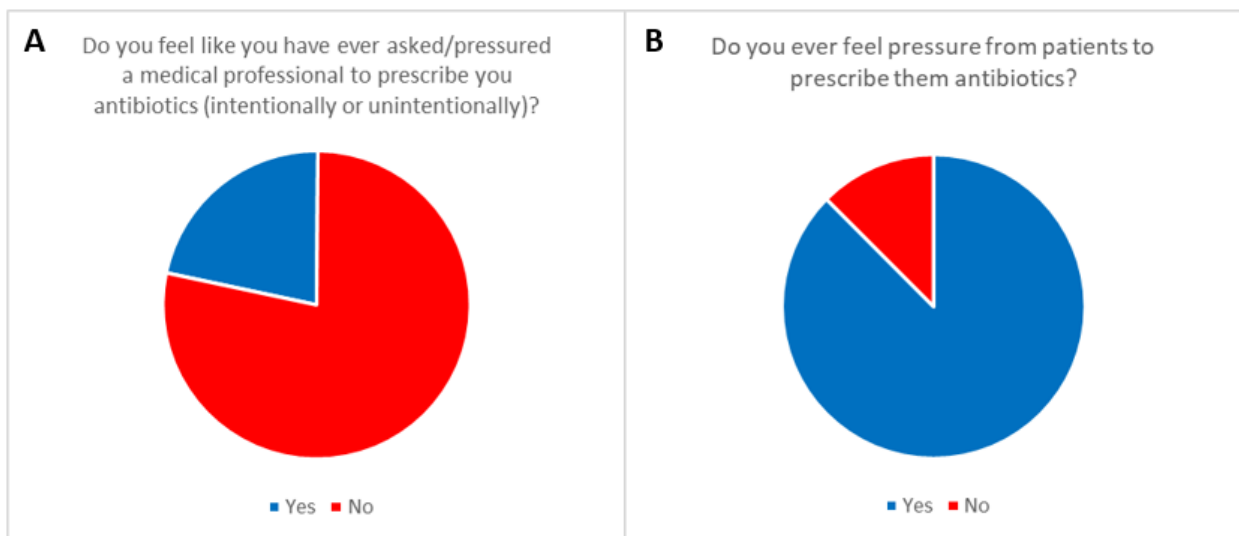 A
Do you feel like you have ever asked/pressured
a medical professional to prescribe you
antibiotics (intentionally or unintentionally)?
Yes No
B
Do you ever feel pressure from patients to
prescribe them antibiotics?
Yes No